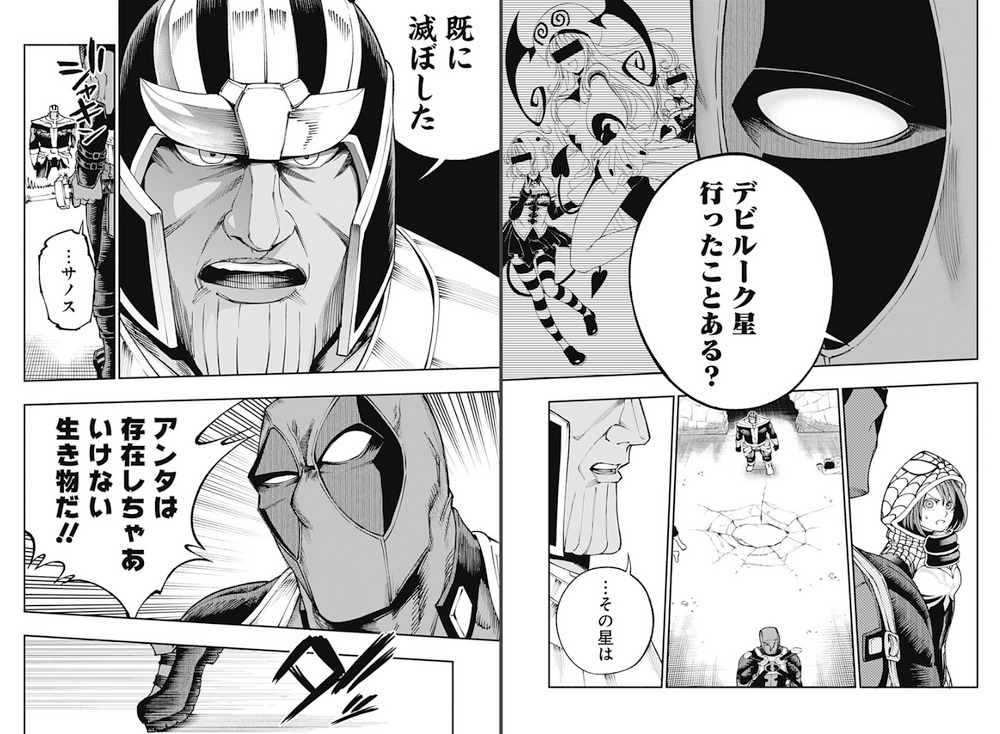 デビルーク星
行ったことある?
…その星は
既に
滅ぼした
ジャキン
…サノス
アンタは
存在しちゃあ
いけない
生き物だ!!
ダッ